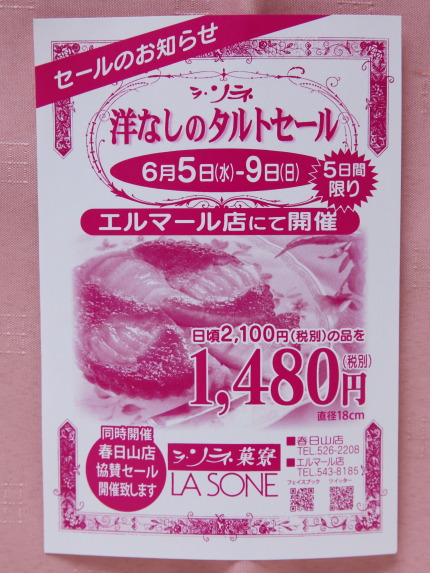 セールのお知らせ
ラ・ソネ
洋なしのタルトセール
6月5日(水)-9日(日)
5日間
限り
エルマール店にて開催
日頃2,100円(税別)の品を
1,480円(税別)
直径18cm
同時開催
春日山店
協賛セール
開催致します
ラ・ソネ菓寮
LA SONE
■春日山店
TEL.526-2208
■エルマール店
TEL.543-8185
フェイスブック ツイッター